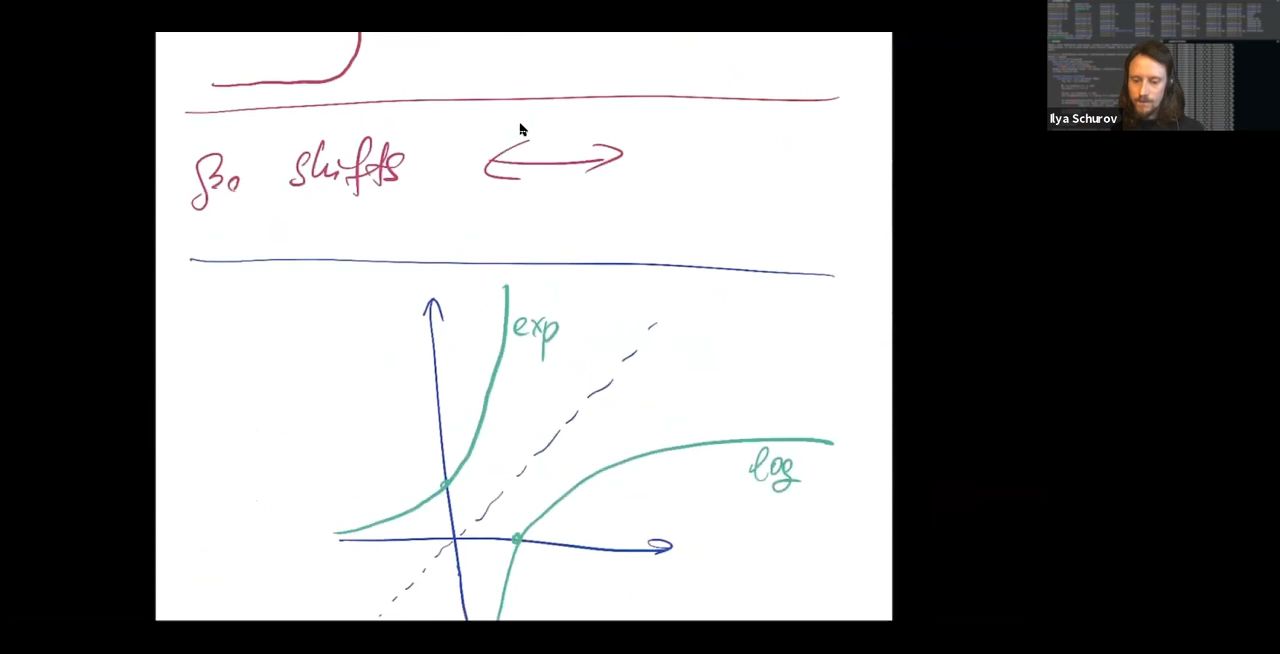 β₀ shifts
exp
log
Ilya Schurov